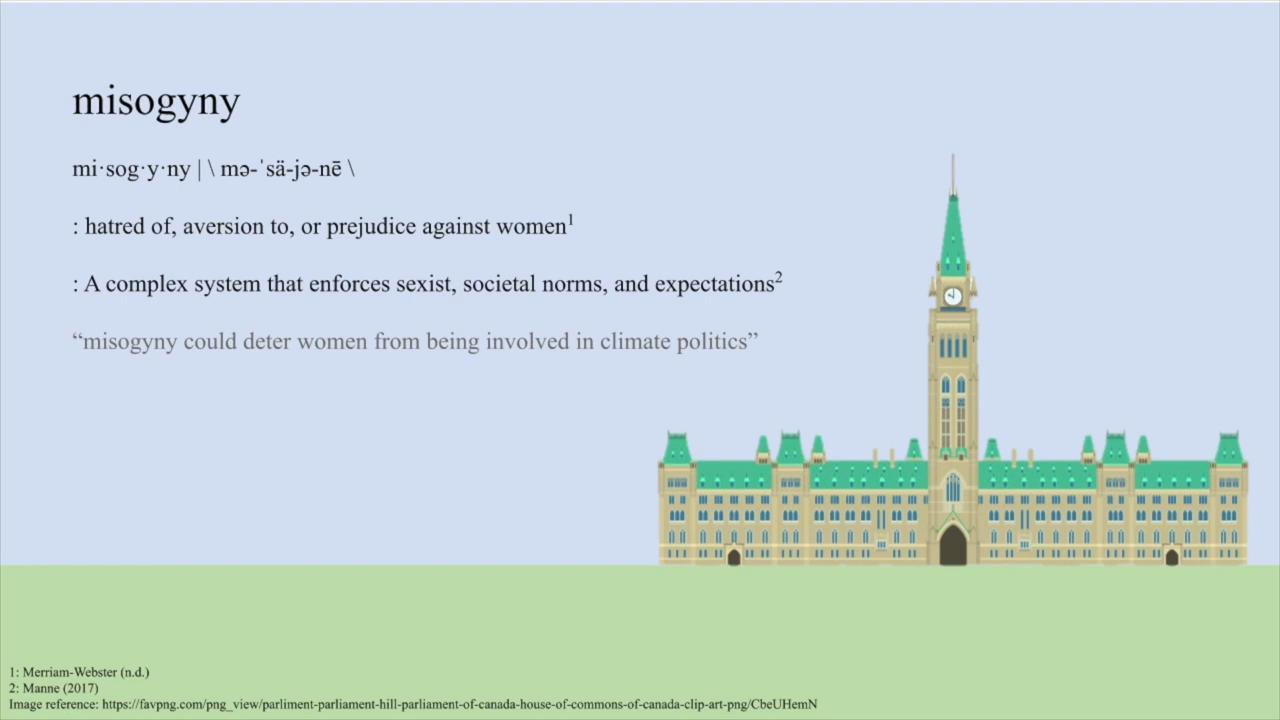 misogyny
mi·sog·y·ny | \ mə-ˈsä-jə-nē \
: hatred of, aversion to, or prejudice against women¹
: A complex system that enforces sexist, societal norms, and expectations²
“misogyny could deter women from being involved in climate politics”
1: Merriam-Webster (n.d.)
2: Manne (2017)
Image reference: https://favpng.com/png_view/parliment-parliament-hill-parliament-of-canada-house-of-commons-of-canada-clip-art-png/CbeUHemN